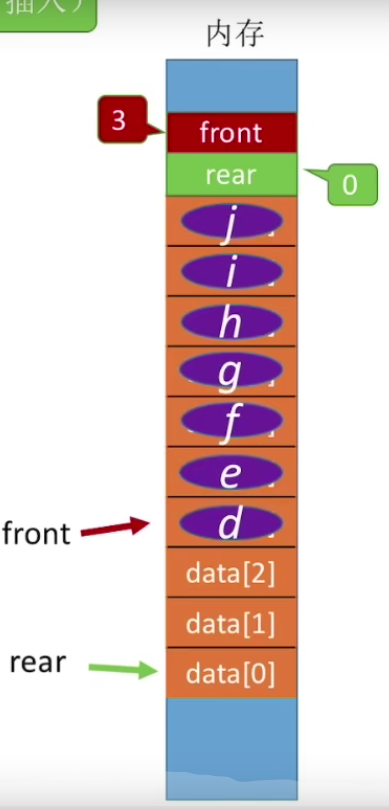 插入）
内存
3
front
rear
0
j
i
h
g
f
e
front
d
data[2]
data[1]
rear
data[0]